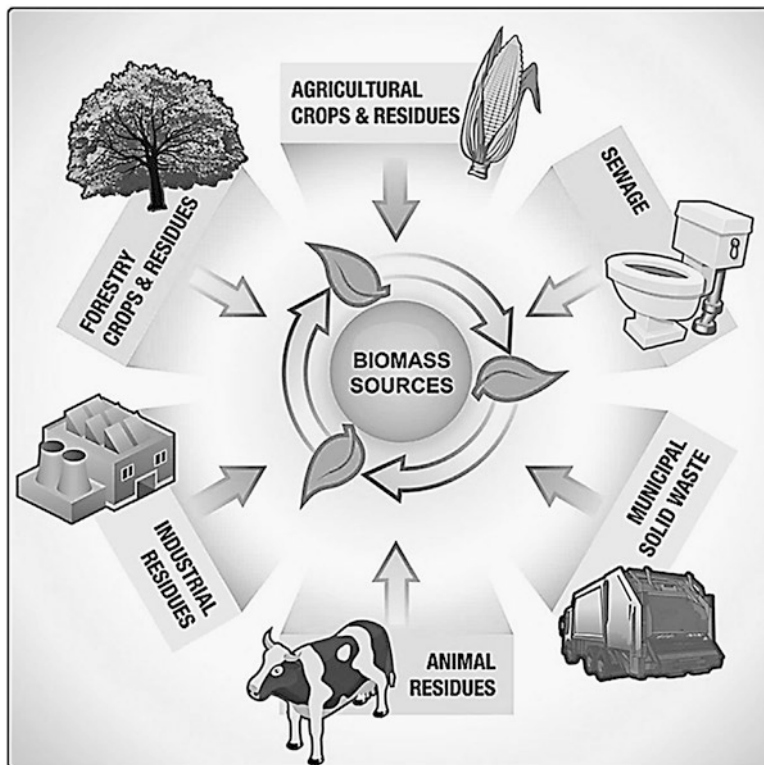 AGRICULTURAL
CROPS & RESIDUES
SEWAGE
FORESTRY
CROPS & RESIDUES
BIOMASS
SOURCES
MUNICIPAL
SOLID WASTE
INDUSTRIAL
RESIDUES
ANIMAL
RESIDUES